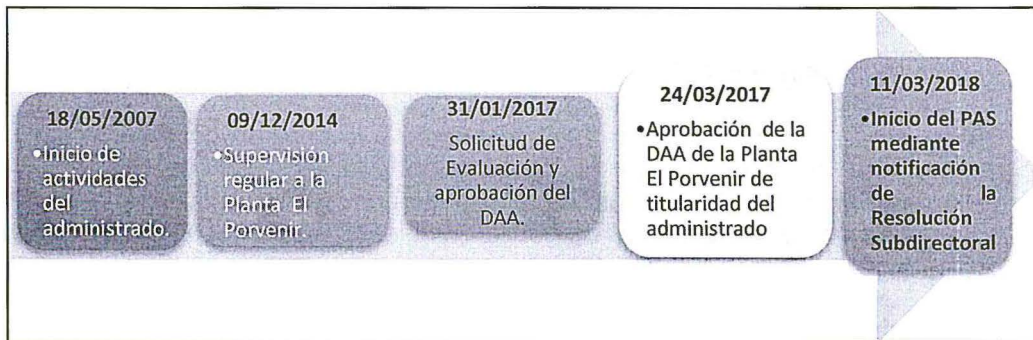 18/05/2007
•Inicio de
actividades
del
administrado.
09/12/2014
•Supervisión
regular a la
Planta El
Porvenir.
31/01/2017
Solicitud de
Evaluación y
aprobación del
DAA.
24/03/2017
•Aprobación de la
DAA de la Planta
El Porvenir de
titularidad del
administrado
11/03/2018
•Inicio del PAS
mediante
notificación
de la
Resolución
Subdirectoral